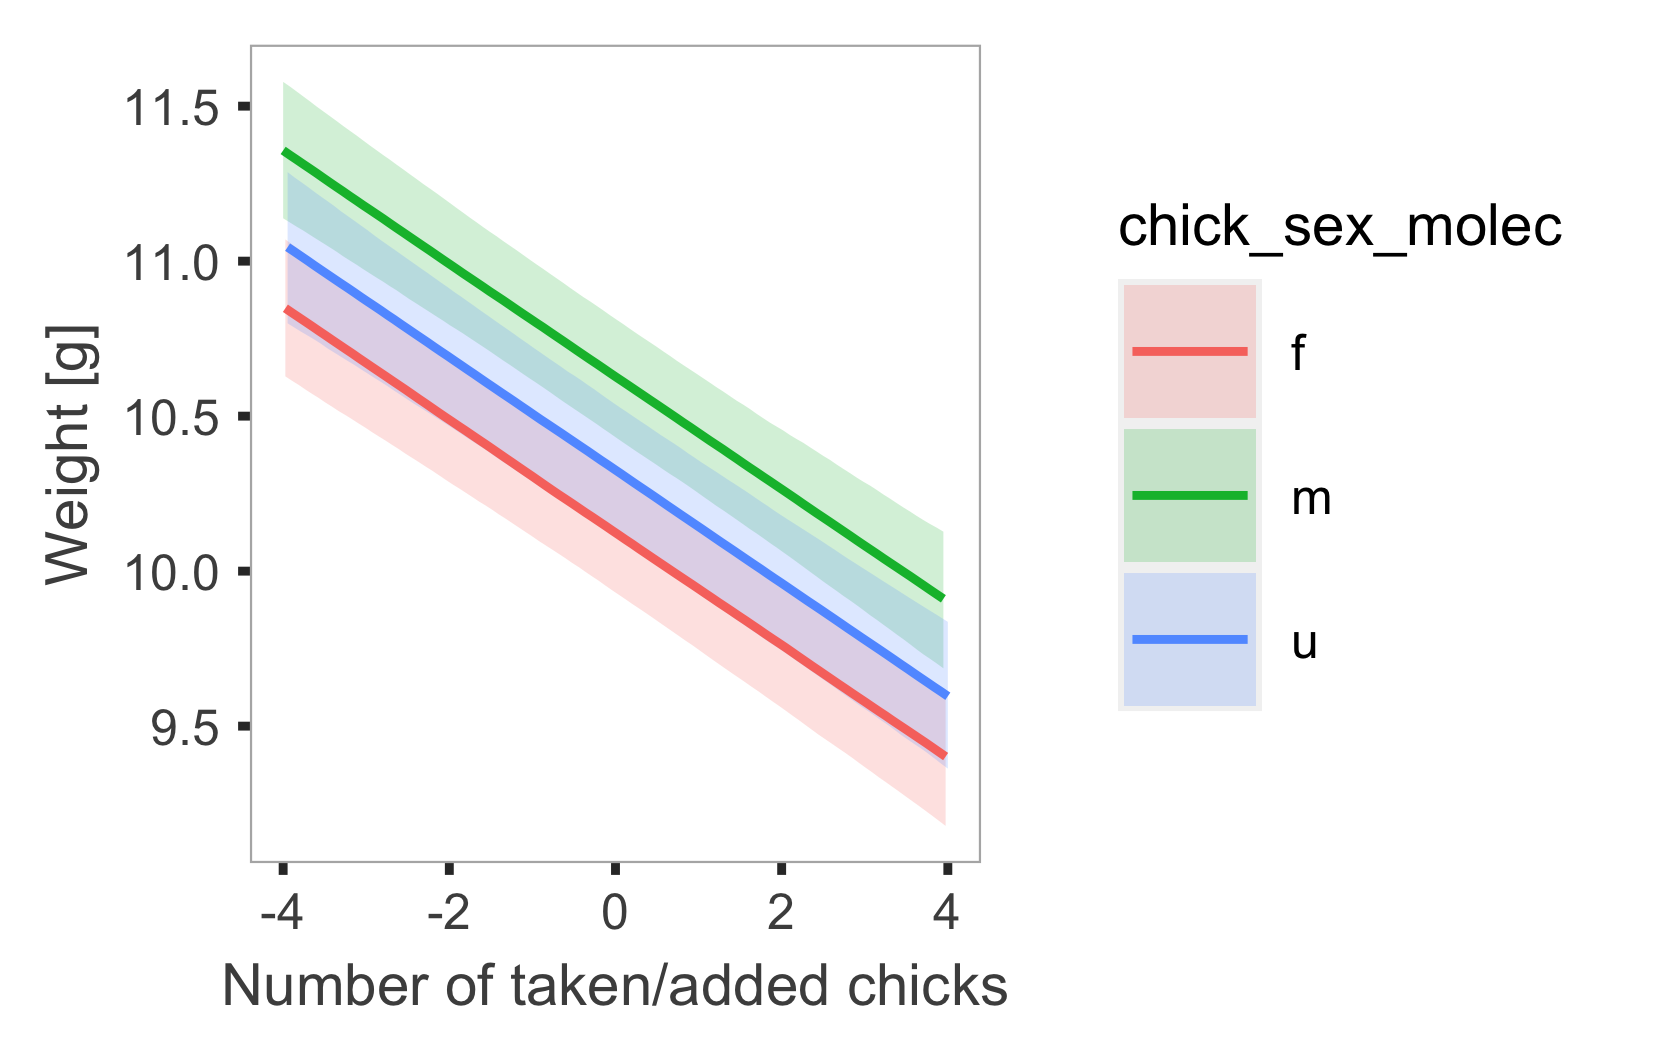 11.5
11.0
10.5
10.0
9.5
Weight [g]
-4 -2 0 2 4
Number of taken/added chicks
chick_sex_molec
f
m
u